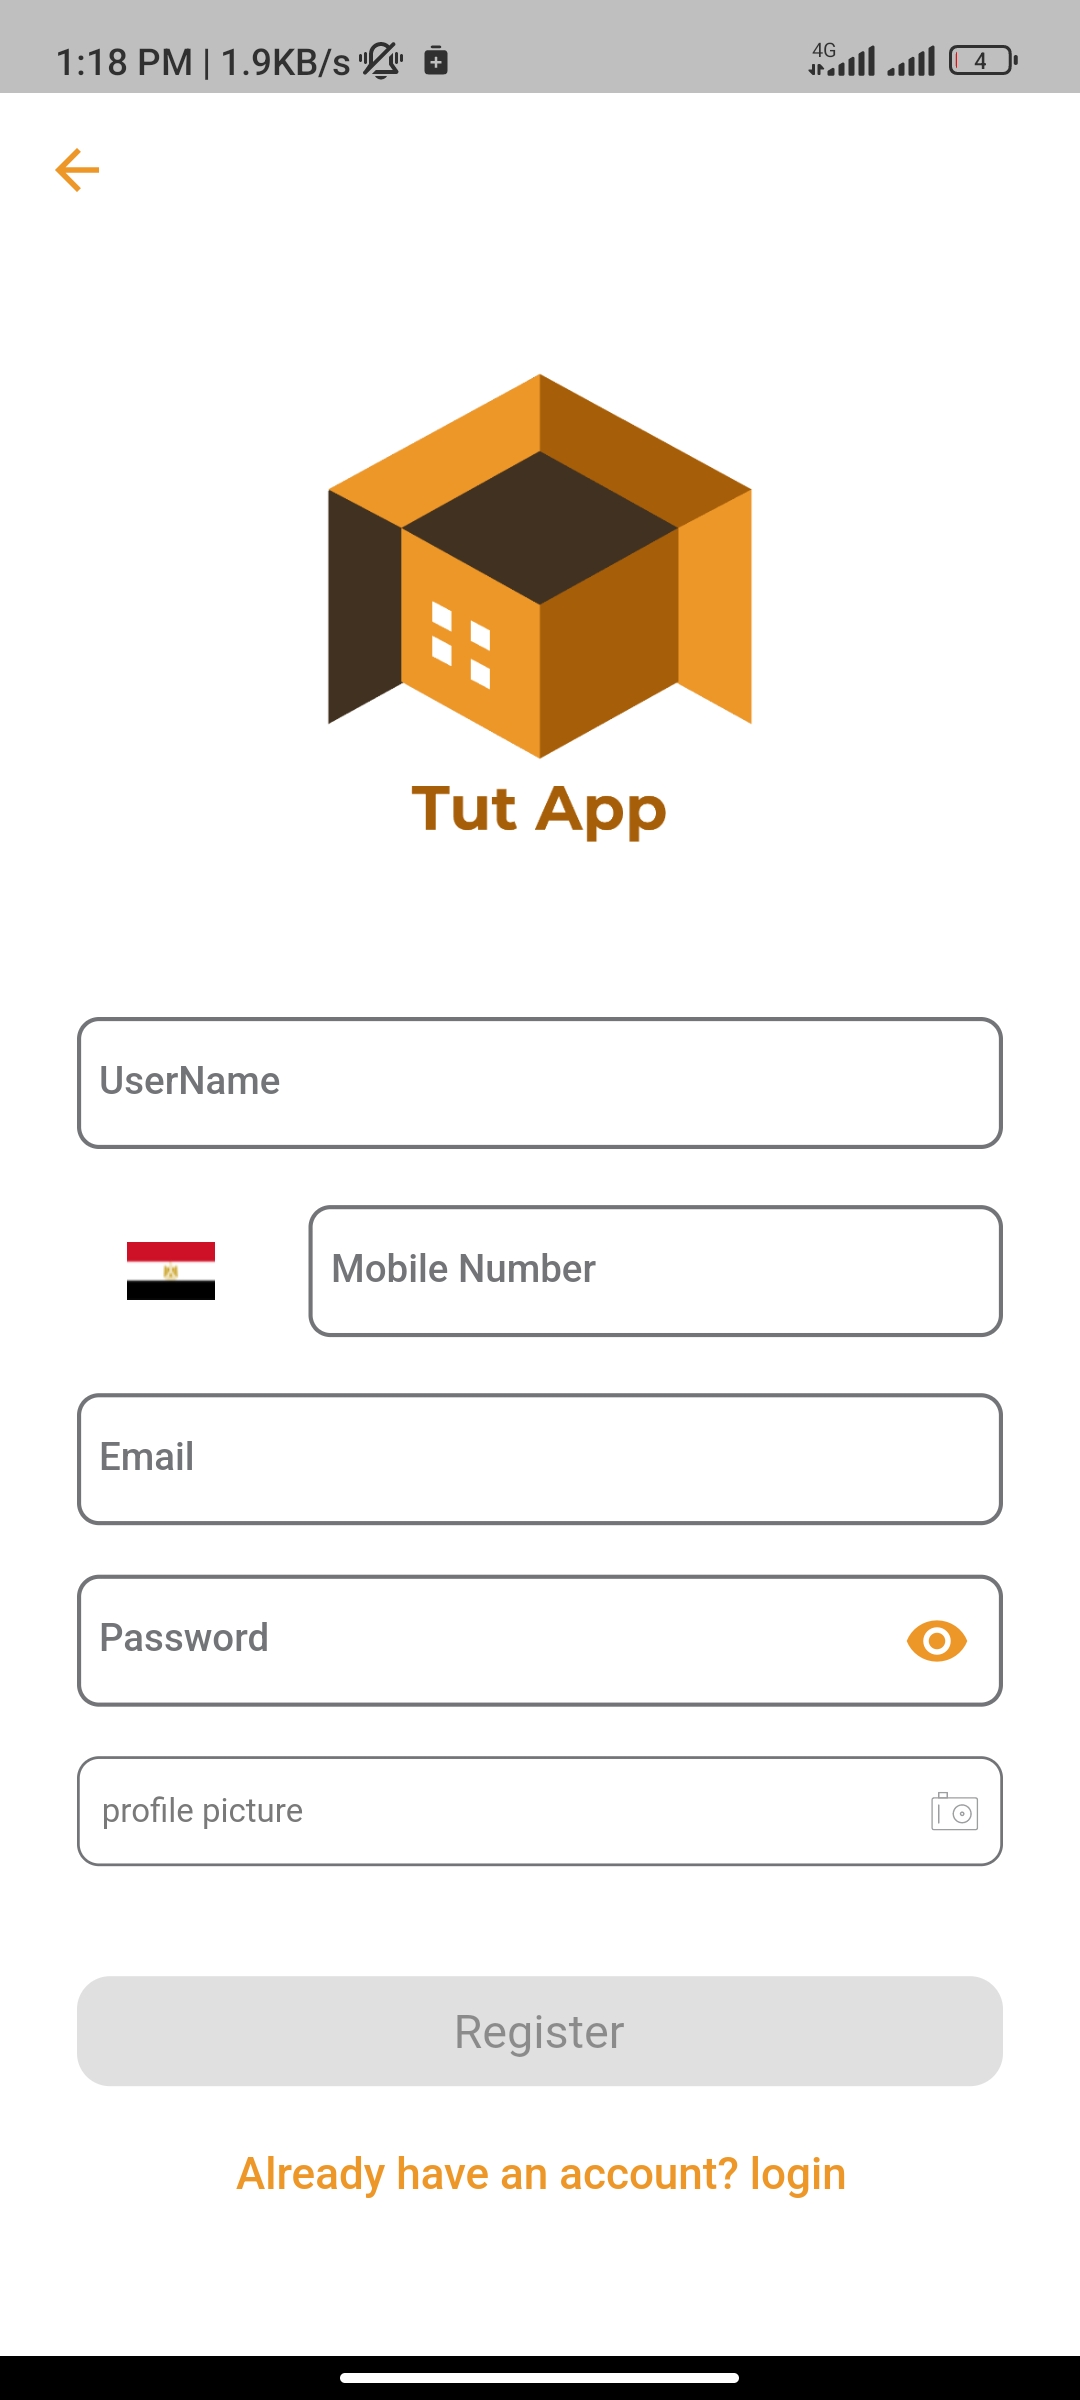 1:18 PM | 1.9KB/s
4G
4
Tut App
UserName
Mobile Number
Email
Password
profile picture
Register
Already have an account? login